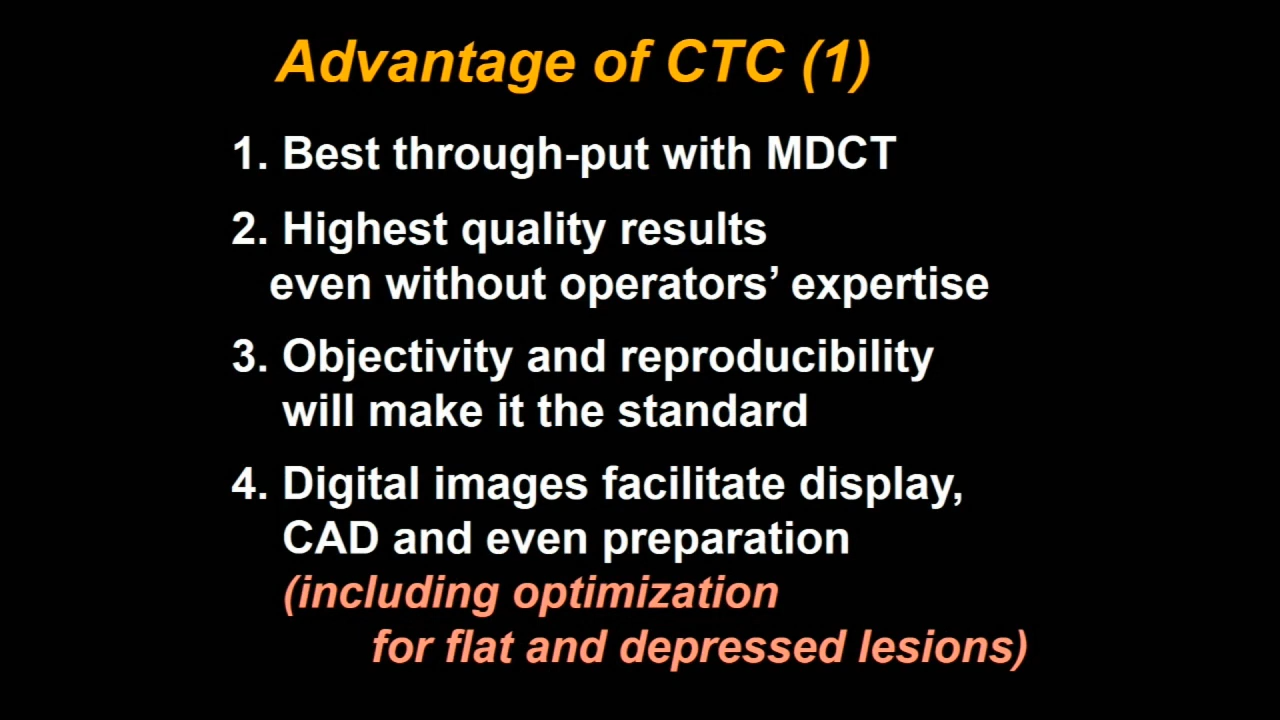 Advantage of CTC (1)
1. Best through-put with MDCT
2. Highest quality results
even without operators’ expertise
3. Objectivity and reproducibility
will make it the standard
4. Digital images facilitate display,
CAD and even preparation
(including optimization
for flat and depressed lesions)